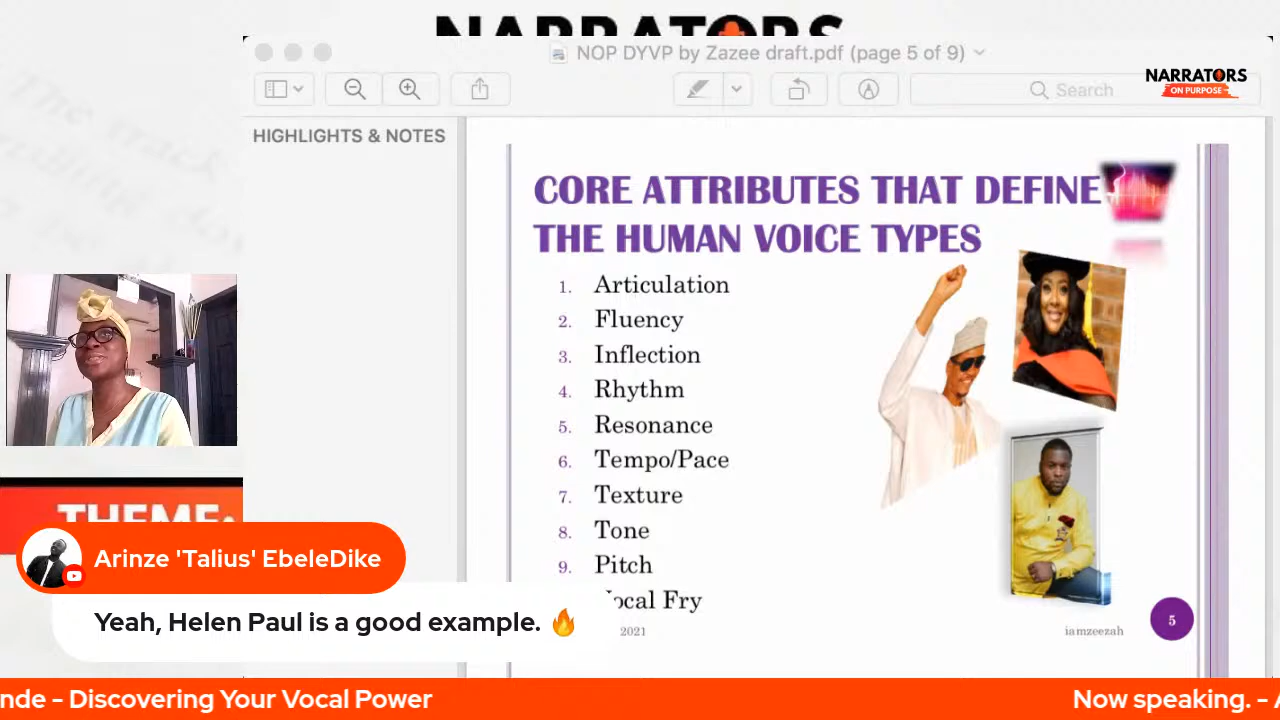 NARRATORS
NOP DYVP by Zazee draft.pdf (page 5 of 9)
Search
NARRATORS
ON PURPOSE
HIGHLIGHTS & NOTES
CORE ATTRIBUTES THAT DEFINE
THE HUMAN VOICE TYPES
1. Articulation
2. Fluency
3. Inflection
4. Rhythm
5. Resonance
6. Tempo/Pace
7. Texture
8. Tone
9. Pitch
Vocal Fry
2021
iamzeezah
5
THEME:
Arinze 'Talius' EbeleDike
Yeah, Helen Paul is a good example. 🔥
nde - Discovering Your Vocal Power
Now speaking. - A